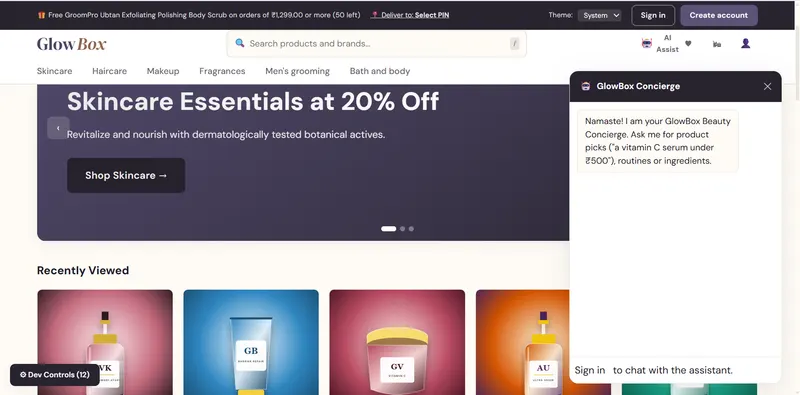 🎁 Free GroomPro Ubtan Exfoliating Polishing Body Scrub on orders of ₹1,299.00 or more (50 left)
📍 Deliver to: Select PIN
Theme: System
Sign in
Create account
GlowBox
🔍 Search products and brands...
/
AI
Assist
Skincare Haircare Makeup Fragrances Men's grooming Bath and body
Skincare Essentials at 20% Off
‹
Revitalize and nourish with dermatologically tested botanical actives.
Shop Skincare →
GlowBox Concierge
Namaste! I am your GlowBox Beauty
Concierge. Ask me for product
picks ("a vitamin C serum under
₹500"), routines or ingredients.
Sign in to chat with the assistant.
Recently Viewed
VK
GB
GV
AU
⚙ Dev Controls (12)